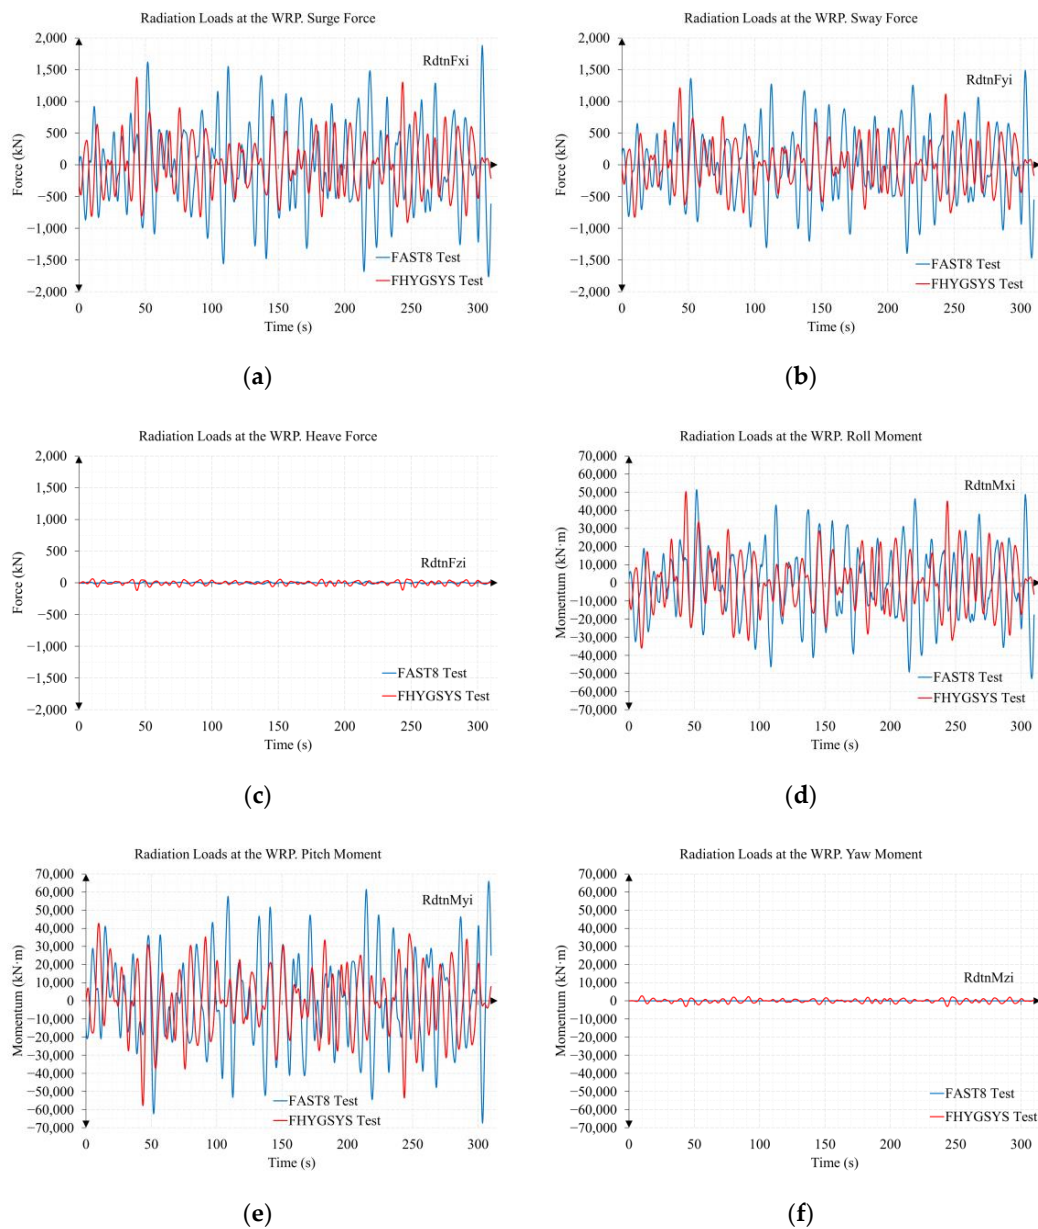 Radiation Loads at the WRP. Surge Force
2,000
1,500
1,000
500
0
−500
−1,000
−1,500
−2,000
Force (kN)
RdtnFxi
FAST8 Test
FHYGSYS Test
0 50 100 150 200 250 300
Time (s)
(a)
Radiation Loads at the WRP. Sway Force
2,000
1,500
1,000
500
0
−500
−1,000
−1,500
−2,000
Force (kN)
RdtnFyi
FAST8 Test
FHYGSYS Test
0 50 100 150 200 250 300
Time (s)
(b)
Radiation Loads at the WRP. Heave Force
2,000
1,500
1,000
500
0
−500
−1,000
−1,500
−2,000
Force (kN)
RdtnFzi
FAST8 Test
FHYGSYS Test
0 50 100 150 200 250 300
Time (s)
(c)
Radiation Loads at the WRP. Roll Moment
70,000
60,000
50,000
40,000
30,000
20,000
10,000
0
−10,000
−20,000
−30,000
−40,000
−50,000
−60,000
−70,000
Momentum (kN·m)
RdtnMxi
FAST8 Test
FHYGSYS Test
0 50 100 150 200 250 300
Time (s)
(d)
Radiation Loads at the WRP. Pitch Moment
70,000
60,000
50,000
40,000
30,000
20,000
10,000
0
−10,000
−20,000
−30,000
−40,000
−50,000
−60,000
−70,000
Momentum (kN·m)
RdtnMyi
FAST8 Test
FHYGSYS Test
0 50 100 150 200 250 300
Time (s)
(e)
Radiation Loads at the WRP. Yaw Moment
70,000
60,000
50,000
40,000
30,000
20,000
10,000
0
−10,000
−20,000
−30,000
−40,000
−50,000
−60,000
−70,000
Momentum (kN·m)
RdtnMzi
FAST8 Test
FHYGSYS Test
0 50 100 150 200 250 300
Time (s)
(f)